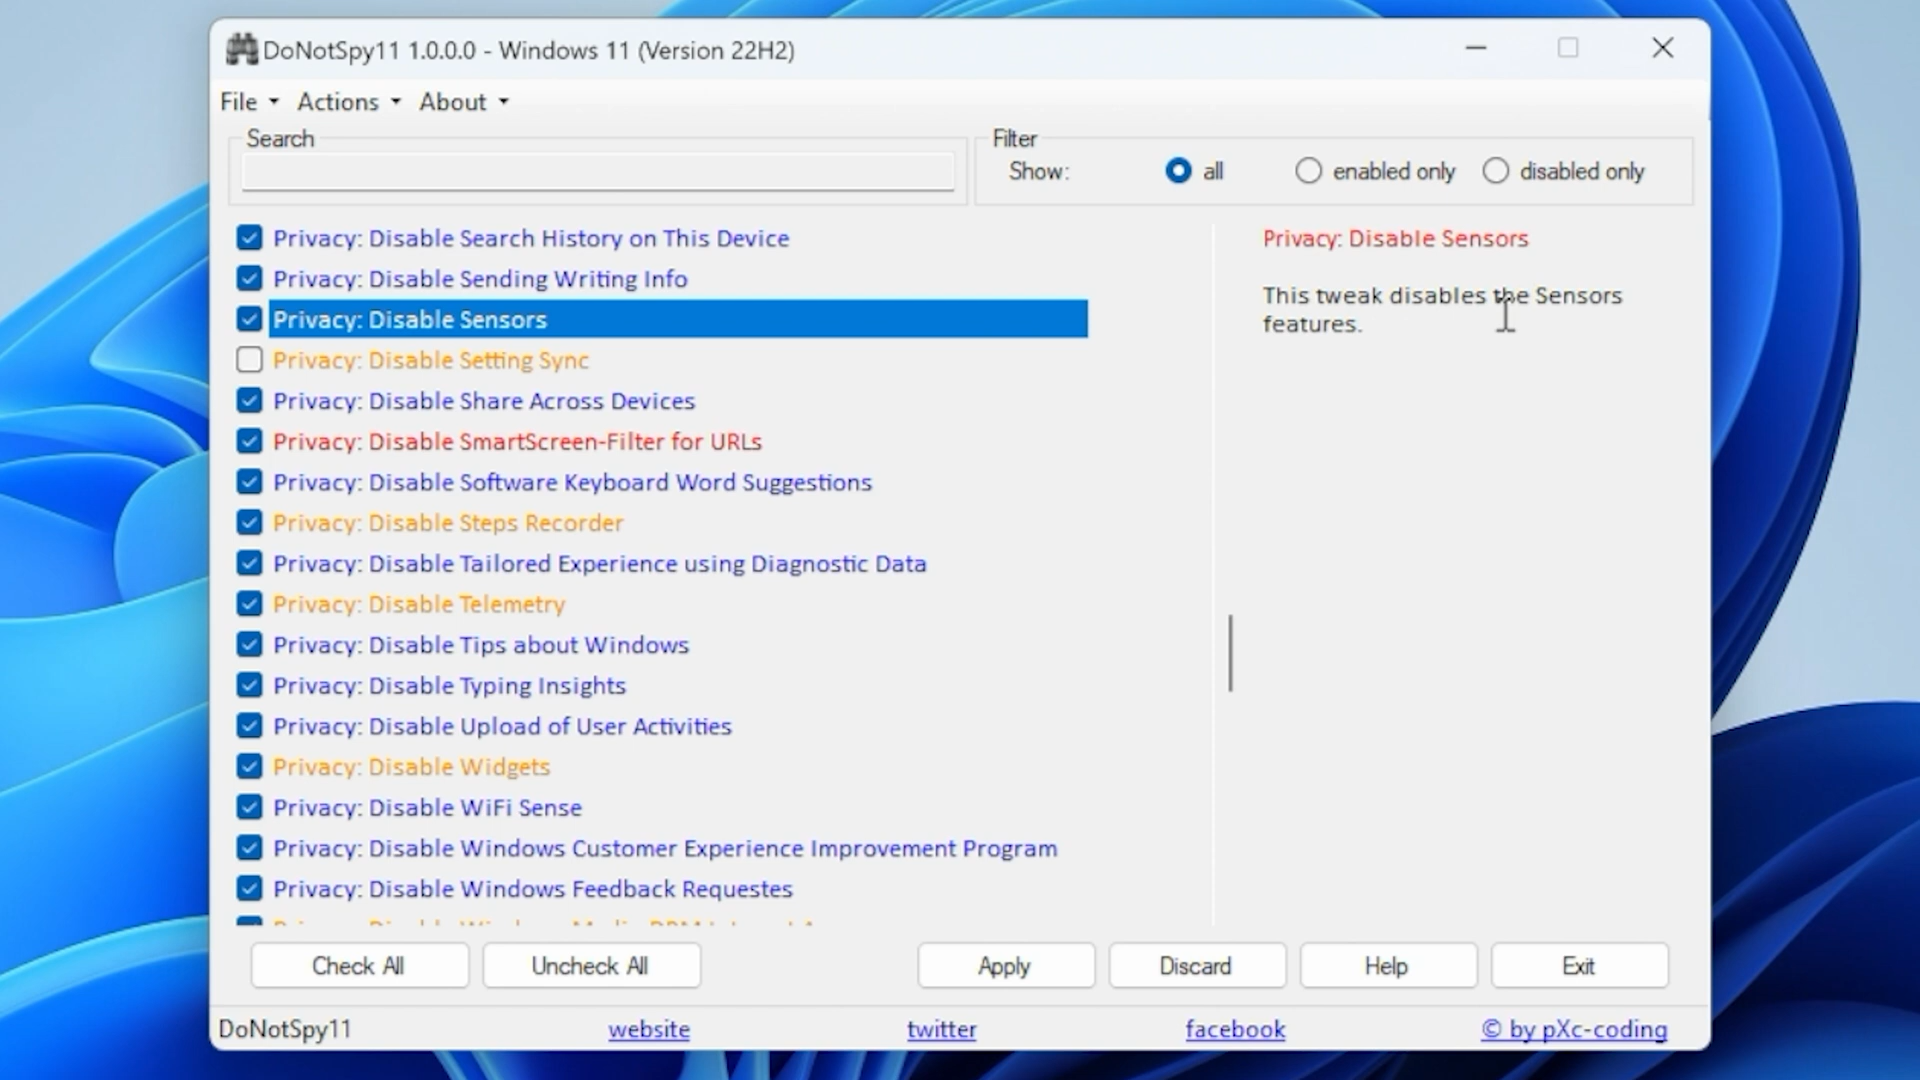 DoNotSpy11 1.0.0.0 - Windows 11 (Version 22H2)
File Actions About
Search
Filter
Show: all enabled only disabled only
Privacy: Disable Search History on This Device
Privacy: Disable Sending Writing Info
Privacy: Disable Sensors
Privacy: Disable Setting Sync
Privacy: Disable Share Across Devices
Privacy: Disable SmartScreen-Filter for URLs
Privacy: Disable Software Keyboard Word Suggestions
Privacy: Disable Steps Recorder
Privacy: Disable Tailored Experience using Diagnostic Data
Privacy: Disable Telemetry
Privacy: Disable Tips about Windows
Privacy: Disable Typing Insights
Privacy: Disable Upload of User Activities
Privacy: Disable Widgets
Privacy: Disable WiFi Sense
Privacy: Disable Windows Customer Experience Improvement Program
Privacy: Disable Windows Feedback Requestes
Privacy: Disable Sensors
This tweak disables the Sensors
features.
Check All Uncheck All Apply Discard Help Exit
DoNotSpy11 website twitter facebook © by pXc-coding